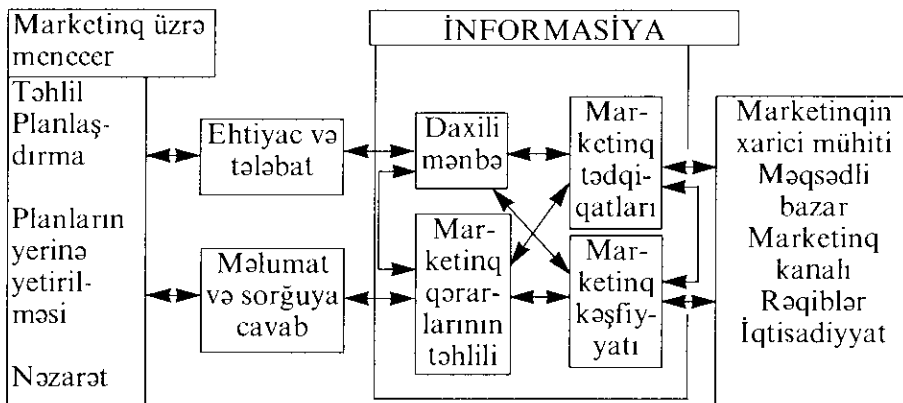 Marketinq üzrə
menecer
Təhlil
Planlaş-
dırma
Planların
yerinə
yetiril-
məsi
Nəzarət
Ehtiyac və
tələbat
Məlumat
və sorğuya
cavab
İNFORMASİYA
Daxili
mənbə
Mar-
ketinq
qərar-
larının
təhlili
Mar-
ketinq
tədqi-
qatları
Mar-
ketinq
kəşfiy-
yatı
Marketinqin
xarici mühiti
Məqsədli
bazar
Marketinq
kanalı
Rəqiblər
İqtisadiyyat